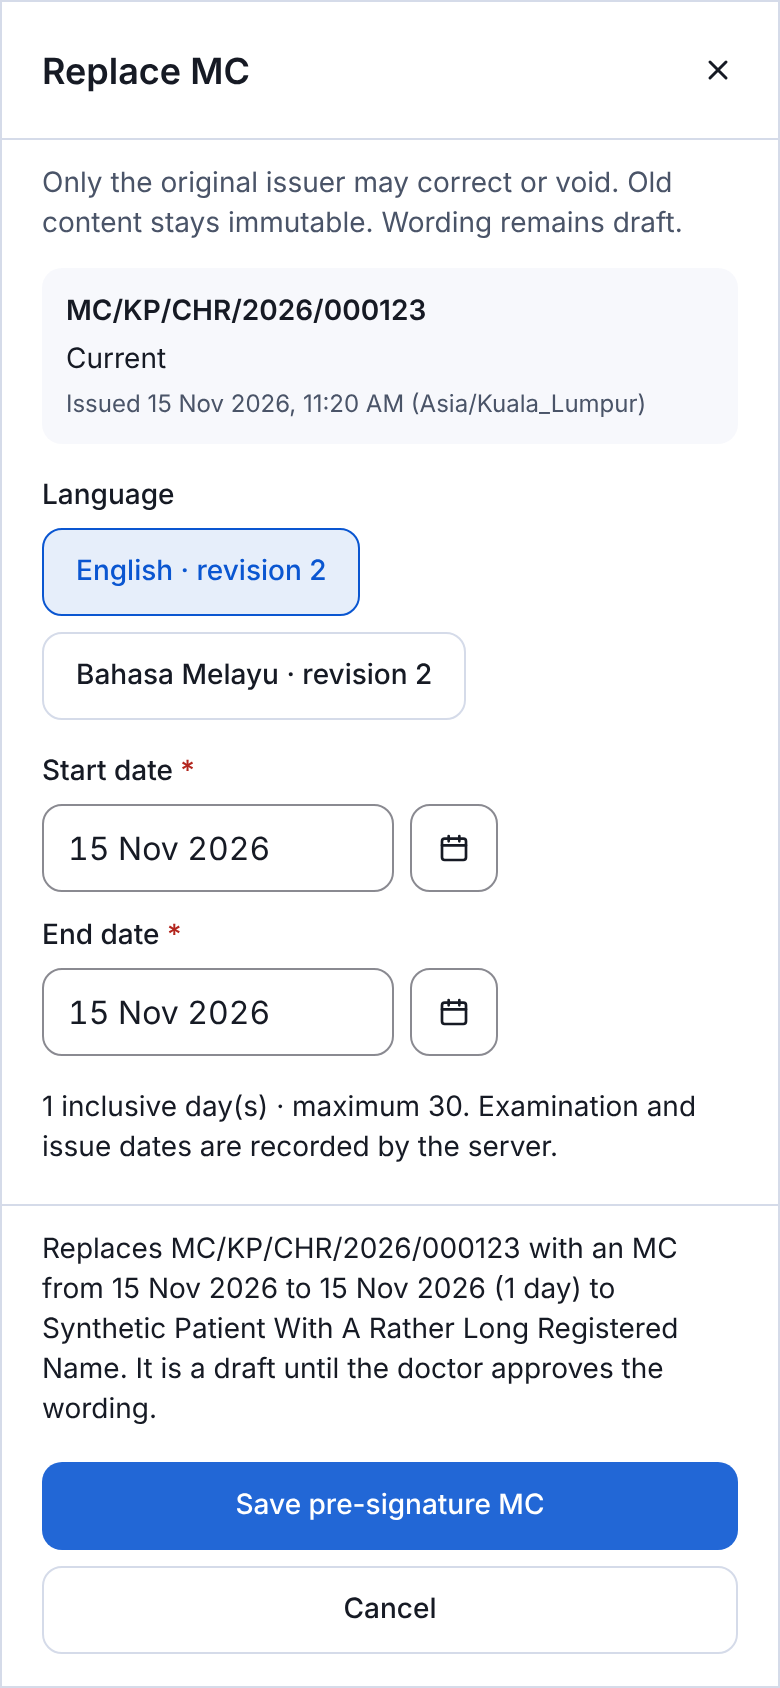 Replace MC
Only the original issuer may correct or void. Old
content stays immutable. Wording remains draft.
MC/KP/CHR/2026/000123
Current
Issued 15 Nov 2026, 11:20 AM (Asia/Kuala_Lumpur)
Language
English · revision 2
Bahasa Melayu · revision 2
Start date *
15 Nov 2026
End date *
15 Nov 2026
1 inclusive day(s) · maximum 30. Examination and
issue dates are recorded by the server.
Replaces MC/KP/CHR/2026/000123 with an MC
from 15 Nov 2026 to 15 Nov 2026 (1 day) to
Synthetic Patient With A Rather Long Registered
Name. It is a draft until the doctor approves the
wording.
Save pre-signature MC
Cancel